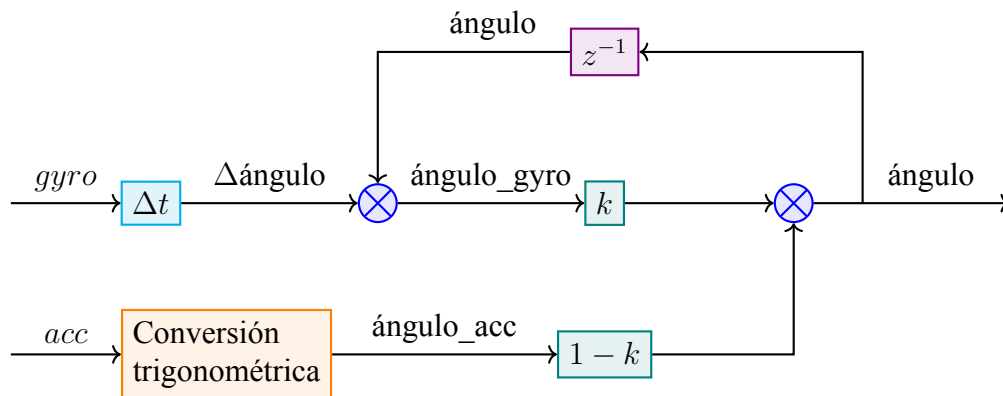 ángulo
z⁻¹
gyro
Δt
Δángulo
ángulo_gyro
k
ángulo
acc
Conversión
trigonométrica
ángulo_acc
1 − k